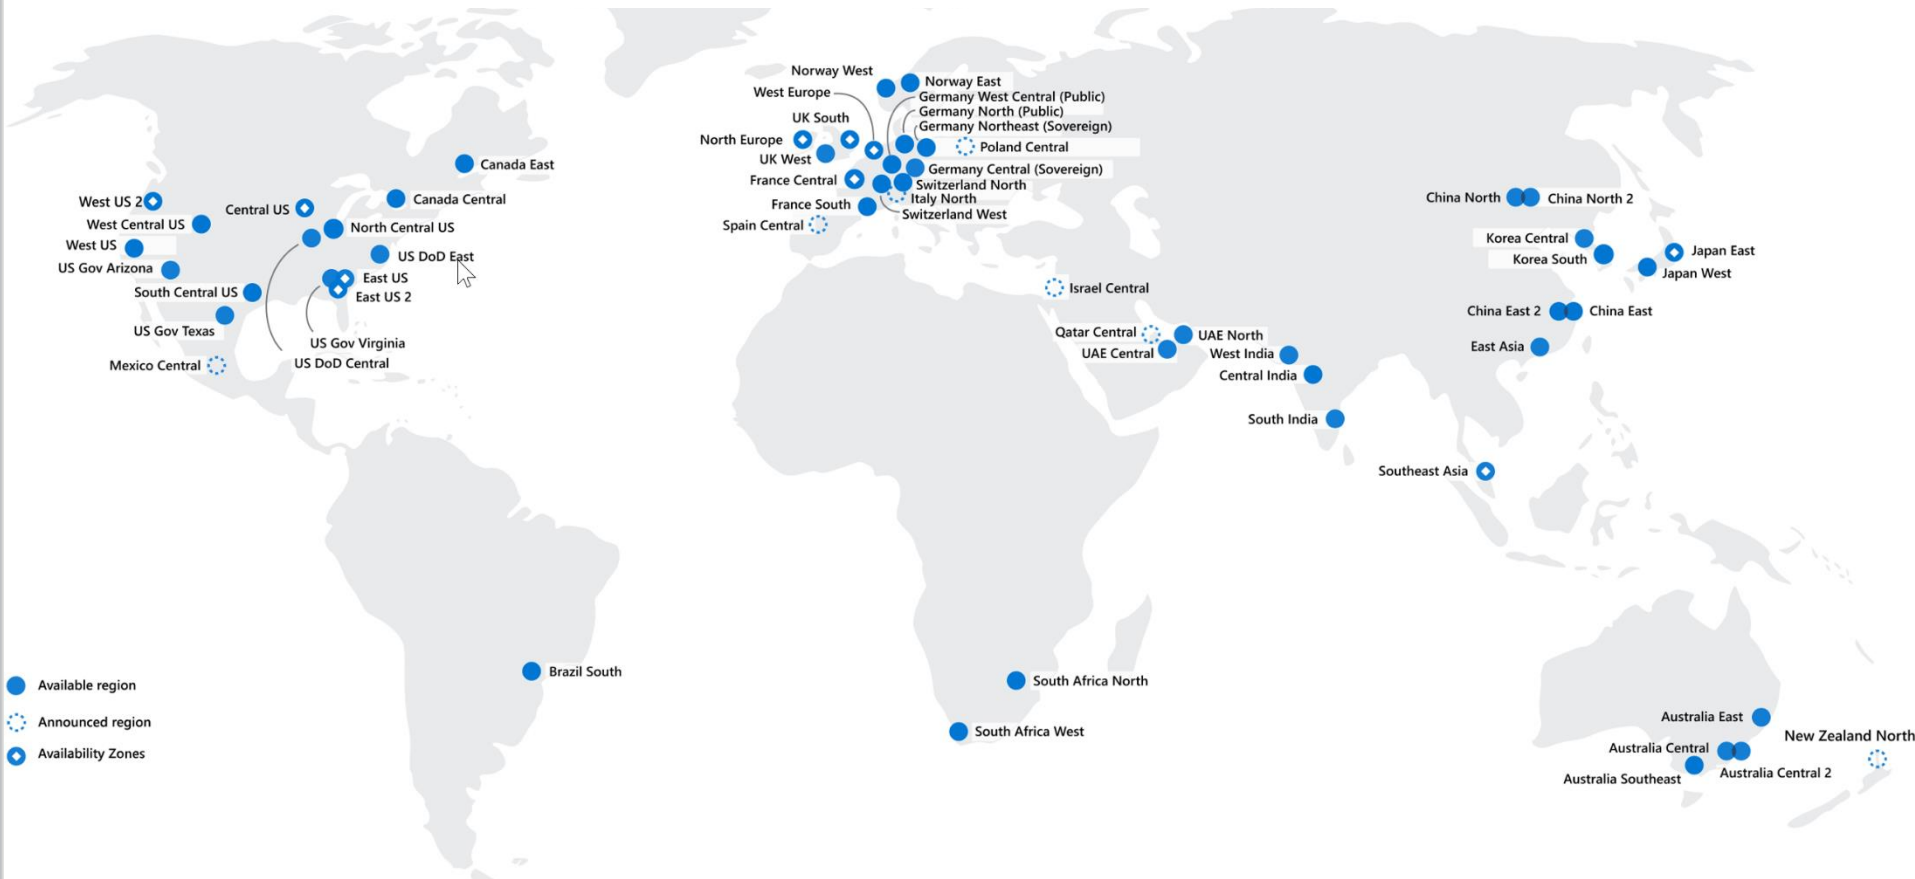 Norway West
Norway East
West Europe
Germany West Central (Public)
Germany North (Public)
UK South
Germany Northeast (Sovereign)
North Europe
Poland Central
UK West
Germany Central (Sovereign)
France Central
Switzerland North
Italy North
France South
Switzerland West
Spain Central
Canada East
West US 2
Canada Central
Central US
West Central US
North Central US
West US
US DoD East
US Gov Arizona
East US
South Central US
East US 2
US Gov Texas
US Gov Virginia
US DoD Central
Mexico Central
China North
China North 2
Korea Central
Korea South
Japan East
Japan West
Israel Central
China East 2
China East
Qatar Central
UAE North
UAE Central
West India
East Asia
Central India
South India
Southeast Asia
Brazil South
South Africa North
South Africa West
Available region
Announced region
Availability Zones
Australia East
New Zealand North
Australia Central
Australia Central 2
Australia Southeast